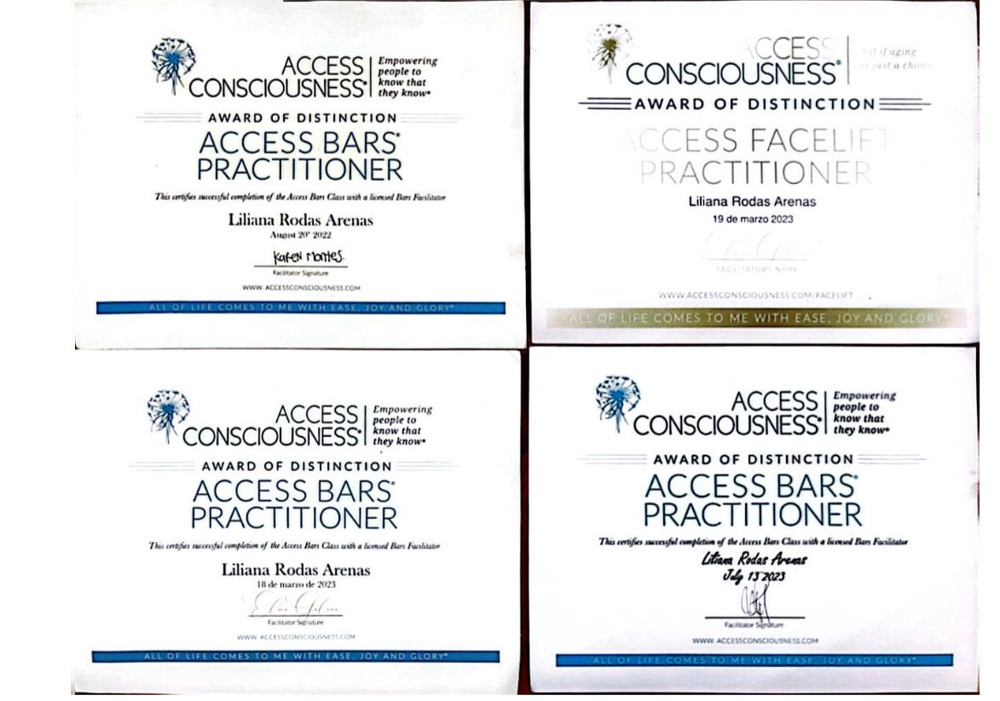 ACCESS
CONSCIOUSNESS®
Empowering
people to
know that
they know®
AWARD OF DISTINCTION
ACCESS BARS®
PRACTITIONER
This certifies successful completion of the Access Bars Class with a licensed Bars Facilitator
Liliana Rodas Arenas
August 20th 2022
Karen Montes.
Facilitator Signature
WWW. ACCESSCONSCIOUSNESS.COM
ALL OF LIFE COMES TO ME WITH EASE, JOY AND GLORY®
ACCESS
CONSCIOUSNESS®
if aging
just a choice
AWARD OF DISTINCTION
ACCESS FACELIFT
PRACTITIONER
Liliana Rodas Arenas
19 de marzo 2023
FACILITATOR'S NAME
WWW.ACCESSCONSCIOUSNESS.COM/FACELIFT
ALL OF LIFE COMES TO ME WITH EASE, JOY AND GLORY®
ACCESS
CONSCIOUSNESS®
Empowering
people to
know that
they know®
AWARD OF DISTINCTION
ACCESS BARS®
PRACTITIONER
This certifies successful completion of the Access Bars Class with a licensed Bars Facilitator
Liliana Rodas Arenas
18 de marzo de 2023
Facilitator Signature
WWW. ACCESSCONSCIOUSNESS.COM
ALL OF LIFE COMES TO ME WITH EASE, JOY AND GLORY®
ACCESS
CONSCIOUSNESS®
Empowering
people to
know that
they know®
AWARD OF DISTINCTION
ACCESS BARS®
PRACTITIONER
This certifies successful completion of the Access Bars Class with a licensed Bars Facilitator
Liliana Rodas Arenas
July 13 2023
Facilitator Signature
WWW. ACCESSCONSCIOUSNESS.COM
ALL OF LIFE COMES TO ME WITH EASE, JOY AND GLORY®